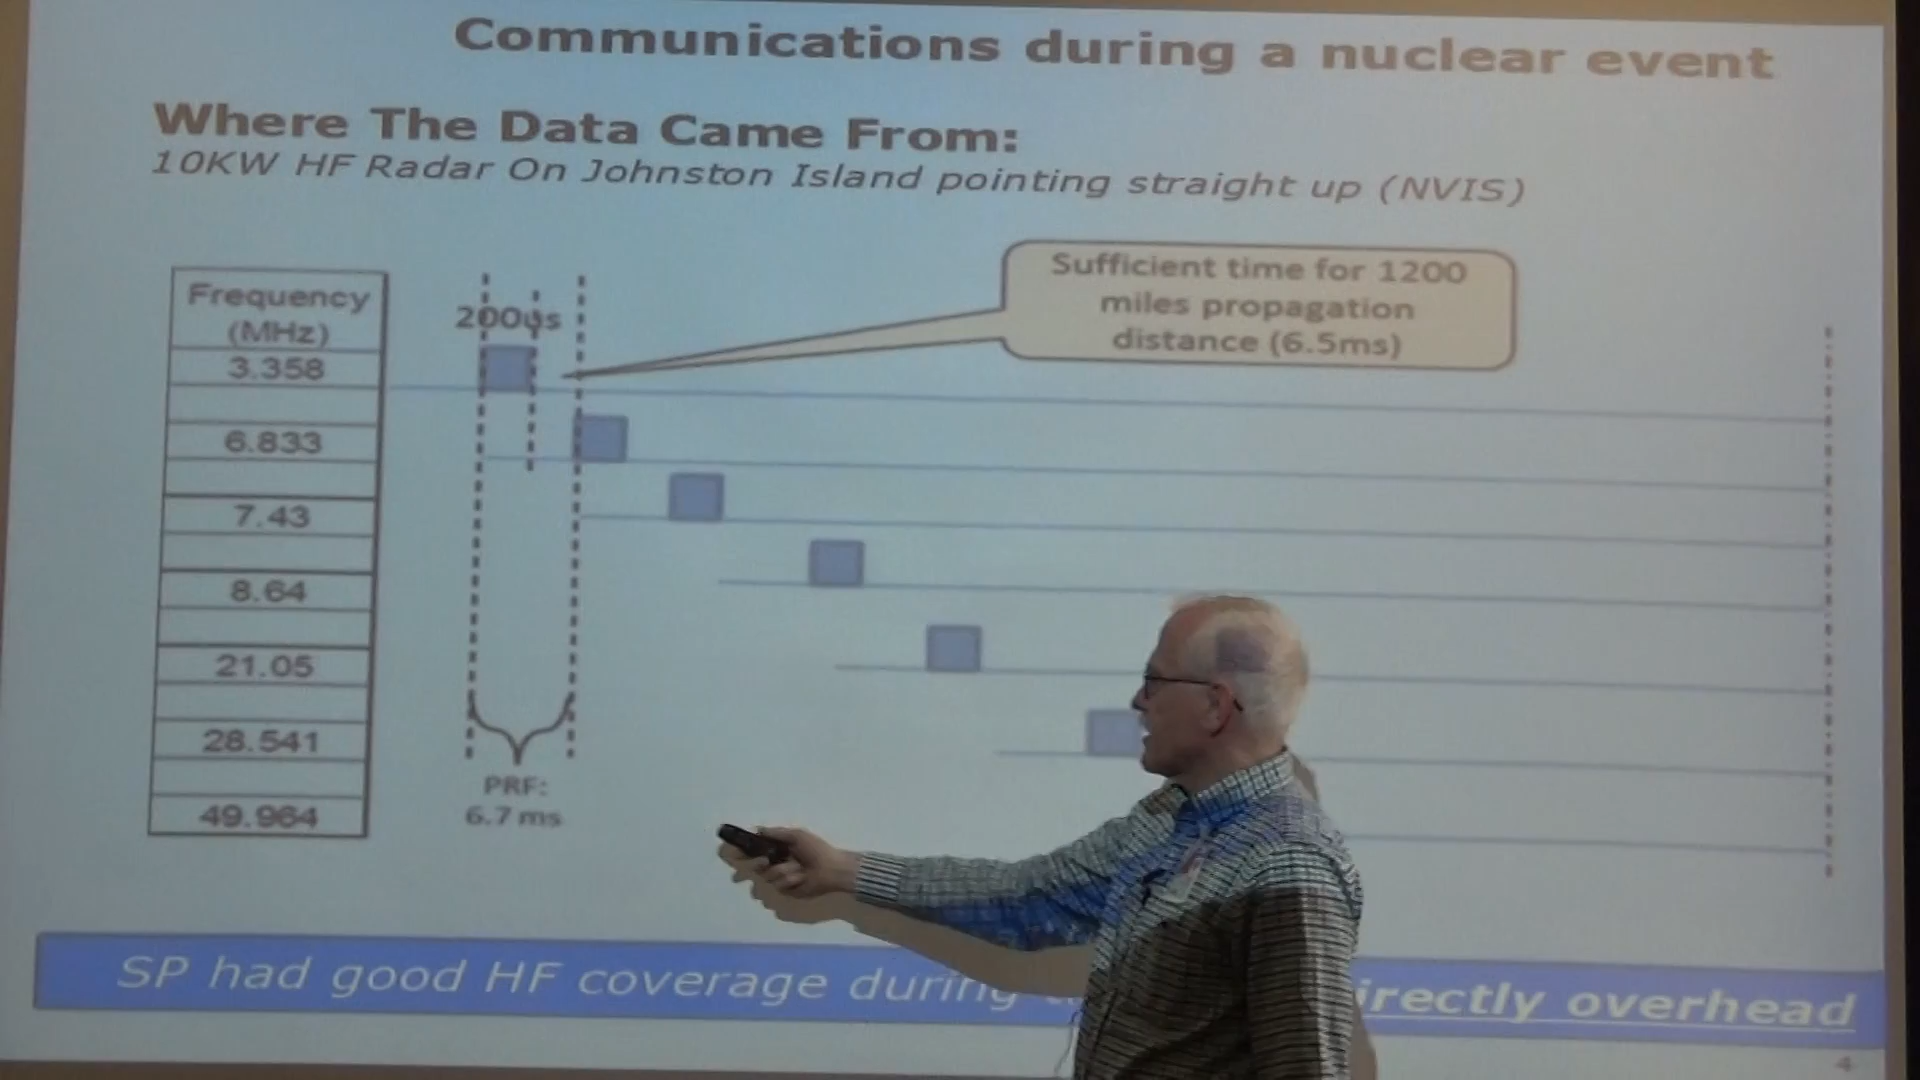 Communications during a nuclear event
Where The Data Came From:
10KW HF Radar On Johnston Island pointing straight up (NVIS)
Sufficient time for 1200
miles propagation
distance (6.5ms)
Frequency
(MHz)
200µs
3.358
6.833
7.43
8.64
21.05
28.541
49.964
PRF:
6.7 ms
SP had good HF coverage during
irectly overhead
4